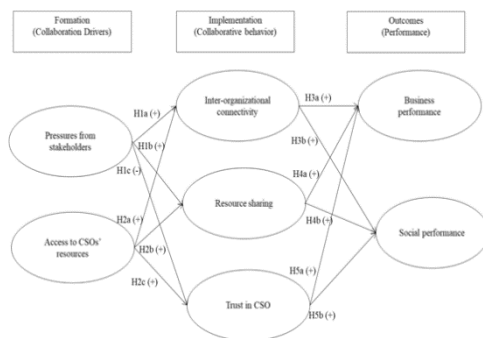 Formation
(Collaboration Drivers)
Implementation
(Collaborative behavior)
Outcomes
(Performance)
Pressures from
stakeholders
Access to CSOs'
resources
H1a (+)
H1b (+)
H1c (-)
H2a (+)
H2b (+)
H2c (+)
Inter-organizational
connectivity
Resource sharing
Trust in CSO
H3a (+)
H3b (+)
H4a (+)
H4b (+)
H5a (+)
H5b (+)
Business
performance
Social performance